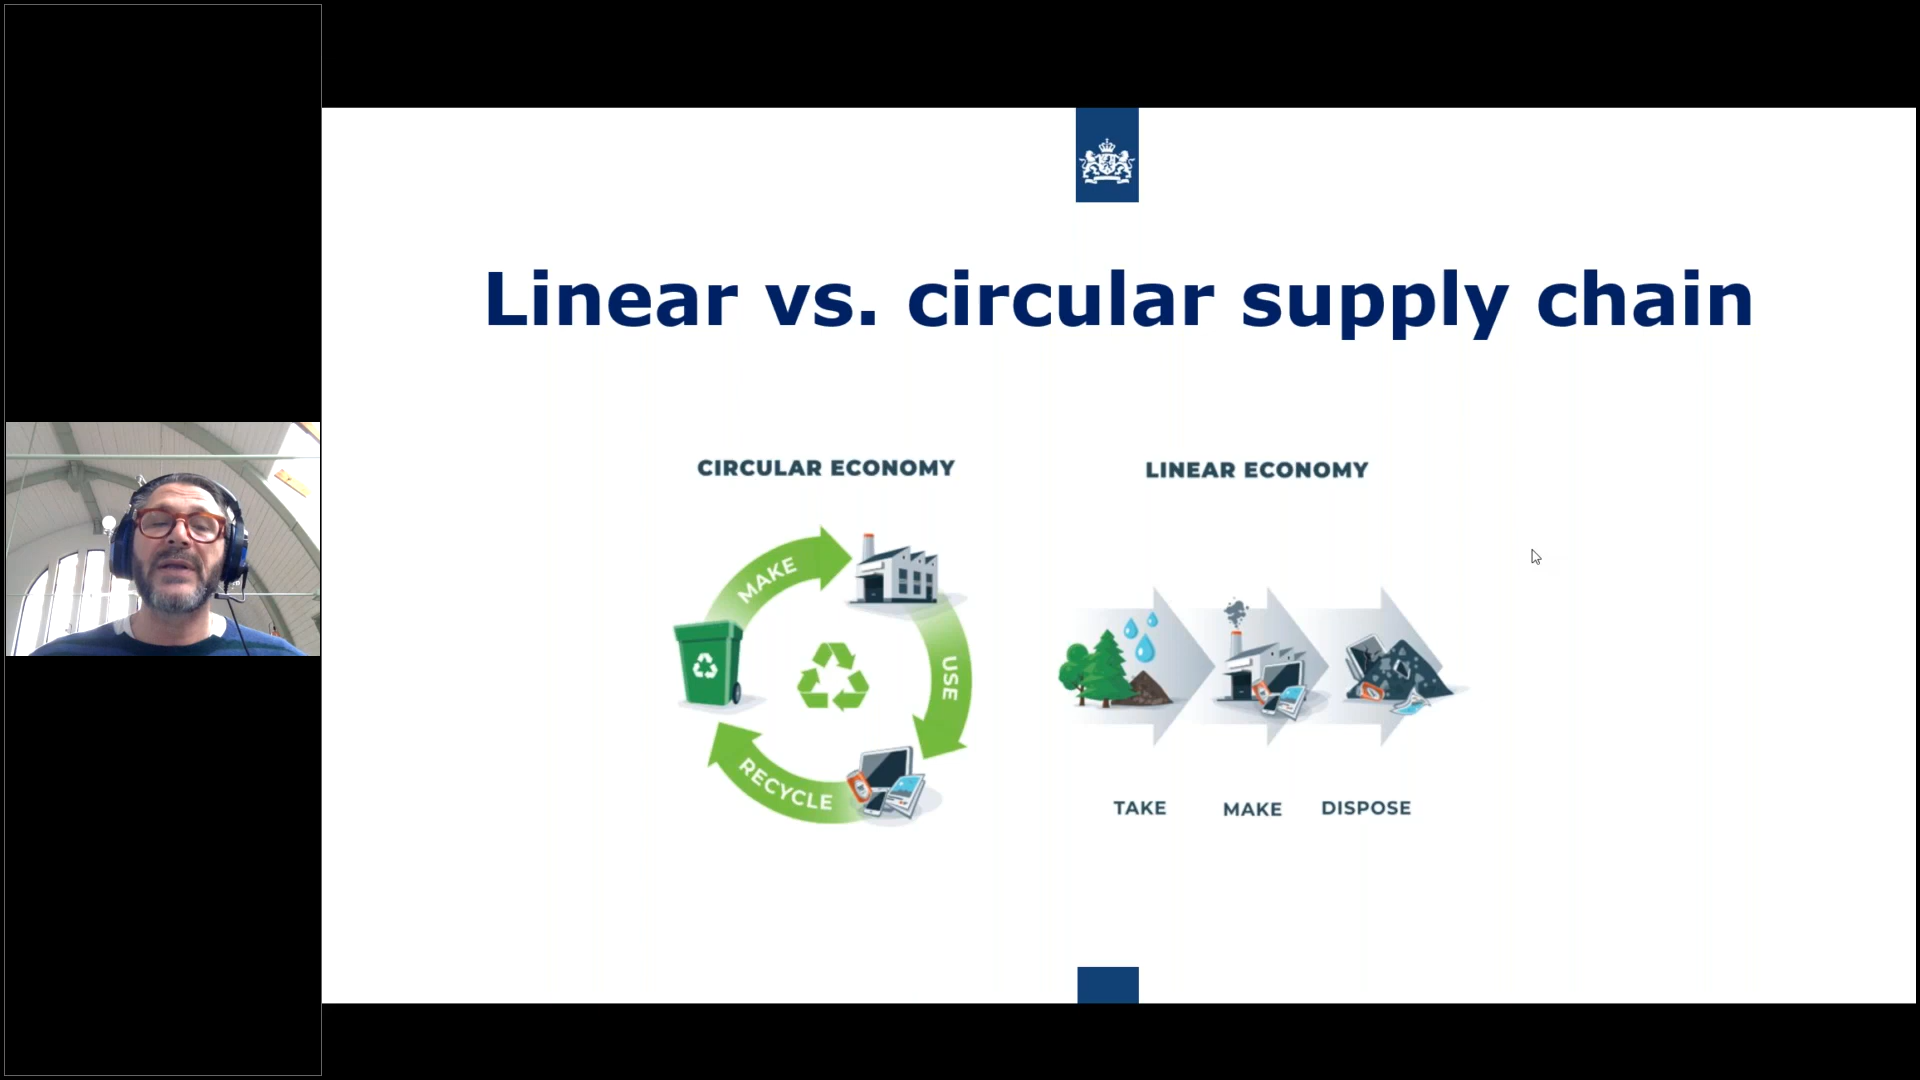 Linear vs. circular supply chain
CIRCULAR ECONOMY
MAKE
USE
RECYCLE
LINEAR ECONOMY
TAKE
MAKE
DISPOSE